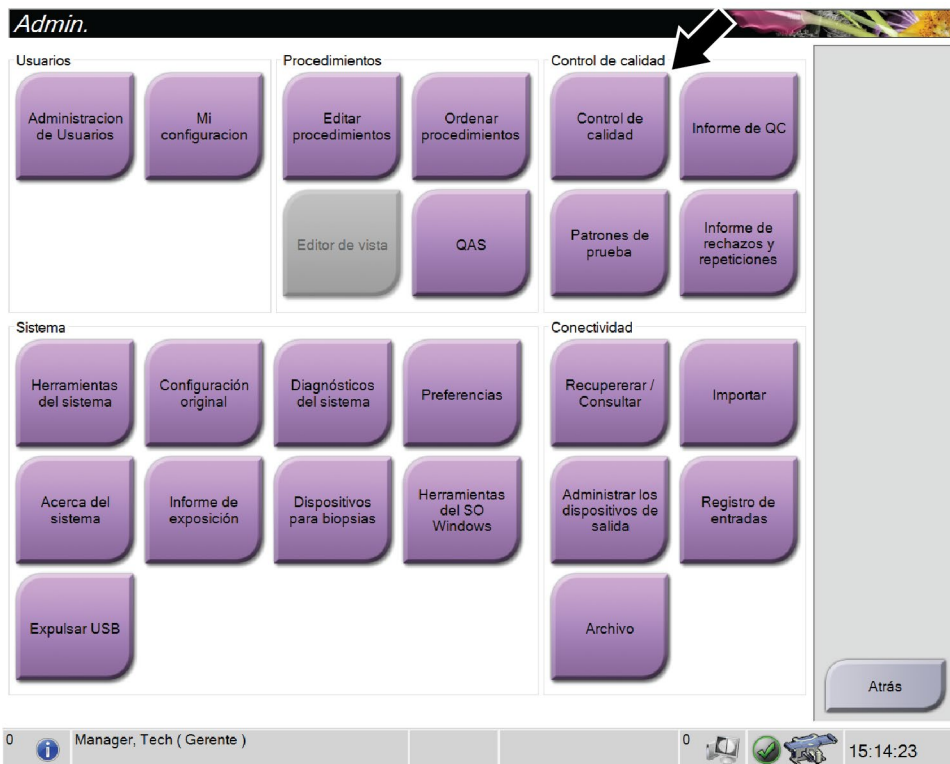 Admin.
Usuarios
Administracion
de Usuarios
Mi
configuracion
Procedimientos
Editar
procedimientos
Ordenar
procedimientos
Editor de vista
QAS
Control de calidad
Control de
calidad
Informe de QC
Patrones de
prueba
Informe de
rechazos y
repeticiones
Sistema
Herramientas
del sistema
Configuración
original
Diagnósticos
del sistema
Preferencias
Acerca del
sistema
Informe de
exposición
Dispositivos
para biopsias
Herramientas
del SO
Windows
Expulsar USB
Conectividad
Recupererar /
Consultar
Importar
Administrar los
dispositivos de
salida
Registro de
entradas
Archivo
Atrás
0
Manager, Tech ( Gerente )
0
15:14:23